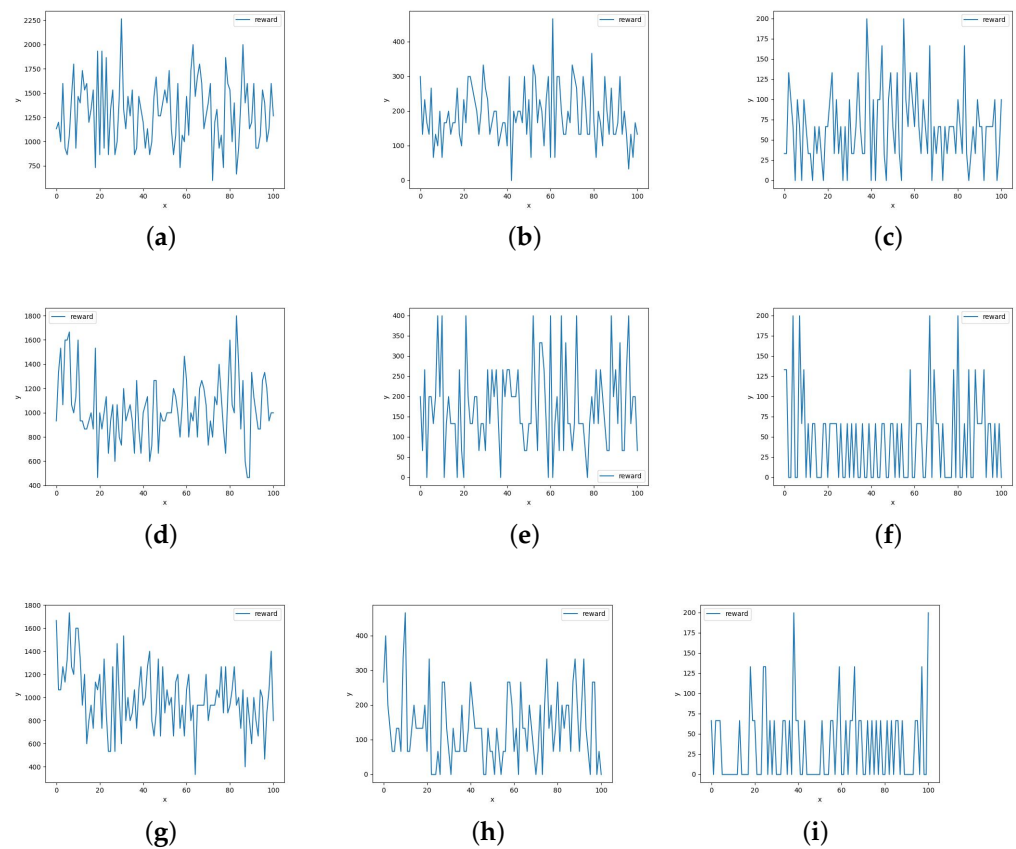 reward
2250
2000
1750
1500
1250
1000
750
y
0 20 40 60 80 100
x
(a)
reward
400
300
200
100
0
y
0 20 40 60 80 100
x
(b)
reward
200
175
150
125
100
75
50
25
0
y
0 20 40 60 80 100
x
(c)
reward
1800
1600
1400
1200
1000
800
600
400
y
0 20 40 60 80 100
x
(d)
400
350
300
250
200
150
100
50
0
y
reward
0 20 40 60 80 100
x
(e)
reward
200
175
150
125
100
75
50
25
0
y
0 20 40 60 80 100
x
(f)
reward
1800
1600
1400
1200
1000
800
600
400
y
0 20 40 60 80 100
x
(g)
reward
400
300
200
100
0
y
0 20 40 60 80 100
x
(h)
reward
200
175
150
125
100
75
50
25
0
y
0 20 40 60 80 100
x
(i)